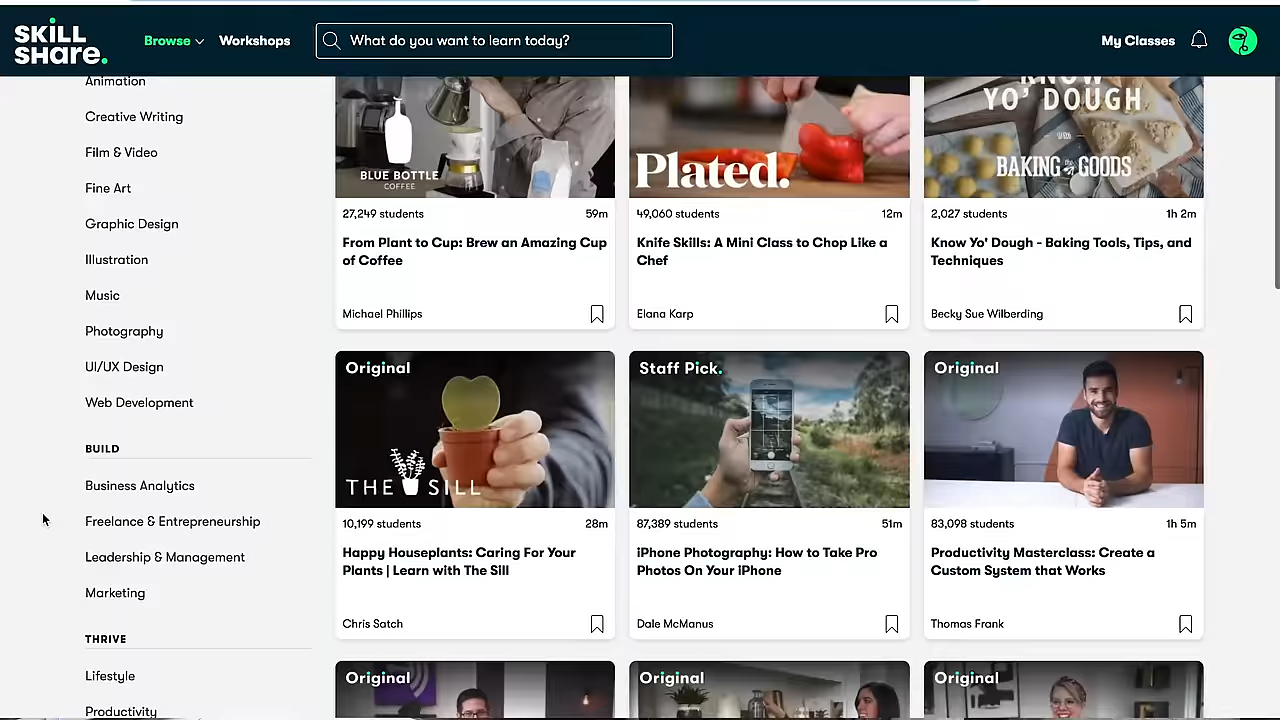 SKILL
SHare.
Browse
Workshops
What do you want to learn today?
My Classes
Animation
Creative Writing
Film & Video
Fine Art
Graphic Design
Illustration
Music
Photography
UI/UX Design
Web Development
BUILD
Business Analytics
Freelance & Entrepreneurship
Leadership & Management
Marketing
THRIVE
Lifestyle
Productivity
BLUE BOTTLE
COFFEE
27,249 students
59m
From Plant to Cup: Brew an Amazing Cup
of Coffee
Michael Phillips
Plated.
49,060 students
12m
Knife Skills: A Mini Class to Chop Like a
Chef
Elana Karp
KNOW
YO' DOUGH
BAKING THE GOODS
2,027 students
1h 2m
Know Yo' Dough - Baking Tools, Tips, and
Techniques
Becky Sue Wilberding
Original
THE SILL
10,199 students
28m
Happy Houseplants: Caring For Your
Plants | Learn with The Sill
Chris Satch
Staff Pick.
87,389 students
51m
iPhone Photography: How to Take Pro
Photos On Your iPhone
Dale McManus
Original
83,098 students
1h 5m
Productivity Masterclass: Create a
Custom System that Works
Thomas Frank
Original
Original
Original